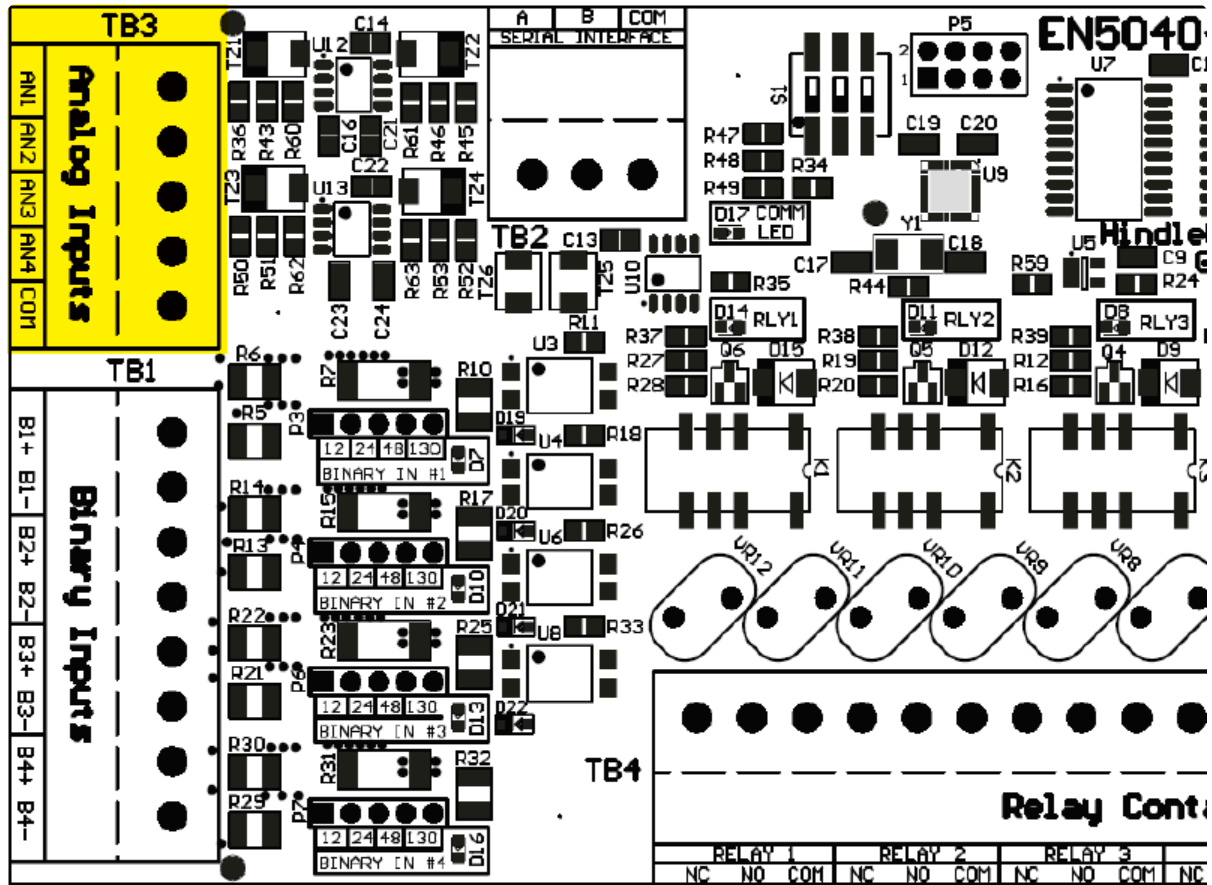 TB3
Analog Inputs
AN1
AN2
AN3
AN4
COM
TZ1
C14
U12
TZ2
R36
R43
R60
C16
C21
R61
R46
R45
TZ3
C22
U13
TZ4
R50
R51
R62
C23
C24
R63
R53
R52
A B COM
SERIAL INTERFACE
TB2
TZ6
TZ5
C13
U10
S1
P5
2
1
EN5040-
U7
R47
R48
R49
R34
C19
C20
U9
D17 COMM
LED
Y1
C17
C18
R44
U5
C9
R59
R24
R35
D14 RLY1
D11 RLY2
D8 RLY3
R37
R27
R28
Q6
D15
R38
R19
R20
Q5
D12
R39
R12
R16
Q4
D9
TB1
Binary Inputs
B1+
B1-
B2+
B2-
B3+
B3-
B4+
B4-
R6
R5
R7
P3
R10
12 24 48 130
BINARY IN #1
D7
R14
R13
R15
P4
R17
12 24 48 130
BINARY IN #2
D10
R22
R21
R23
P6
R25
12 24 48 130
BINARY IN #3
D13
R30
R29
R31
P7
R32
12 24 48 130
BINARY IN #4
D16
R11
U3
D19
U4
R18
D20
U6
R26
D21
U8
R33
D22
K1
K2
VR12
VR11
VR10
VR9
VR8
TB4
RELAY 1
RELAY 2
RELAY 3
NC NO COM NC NO COM NC NO COM NC